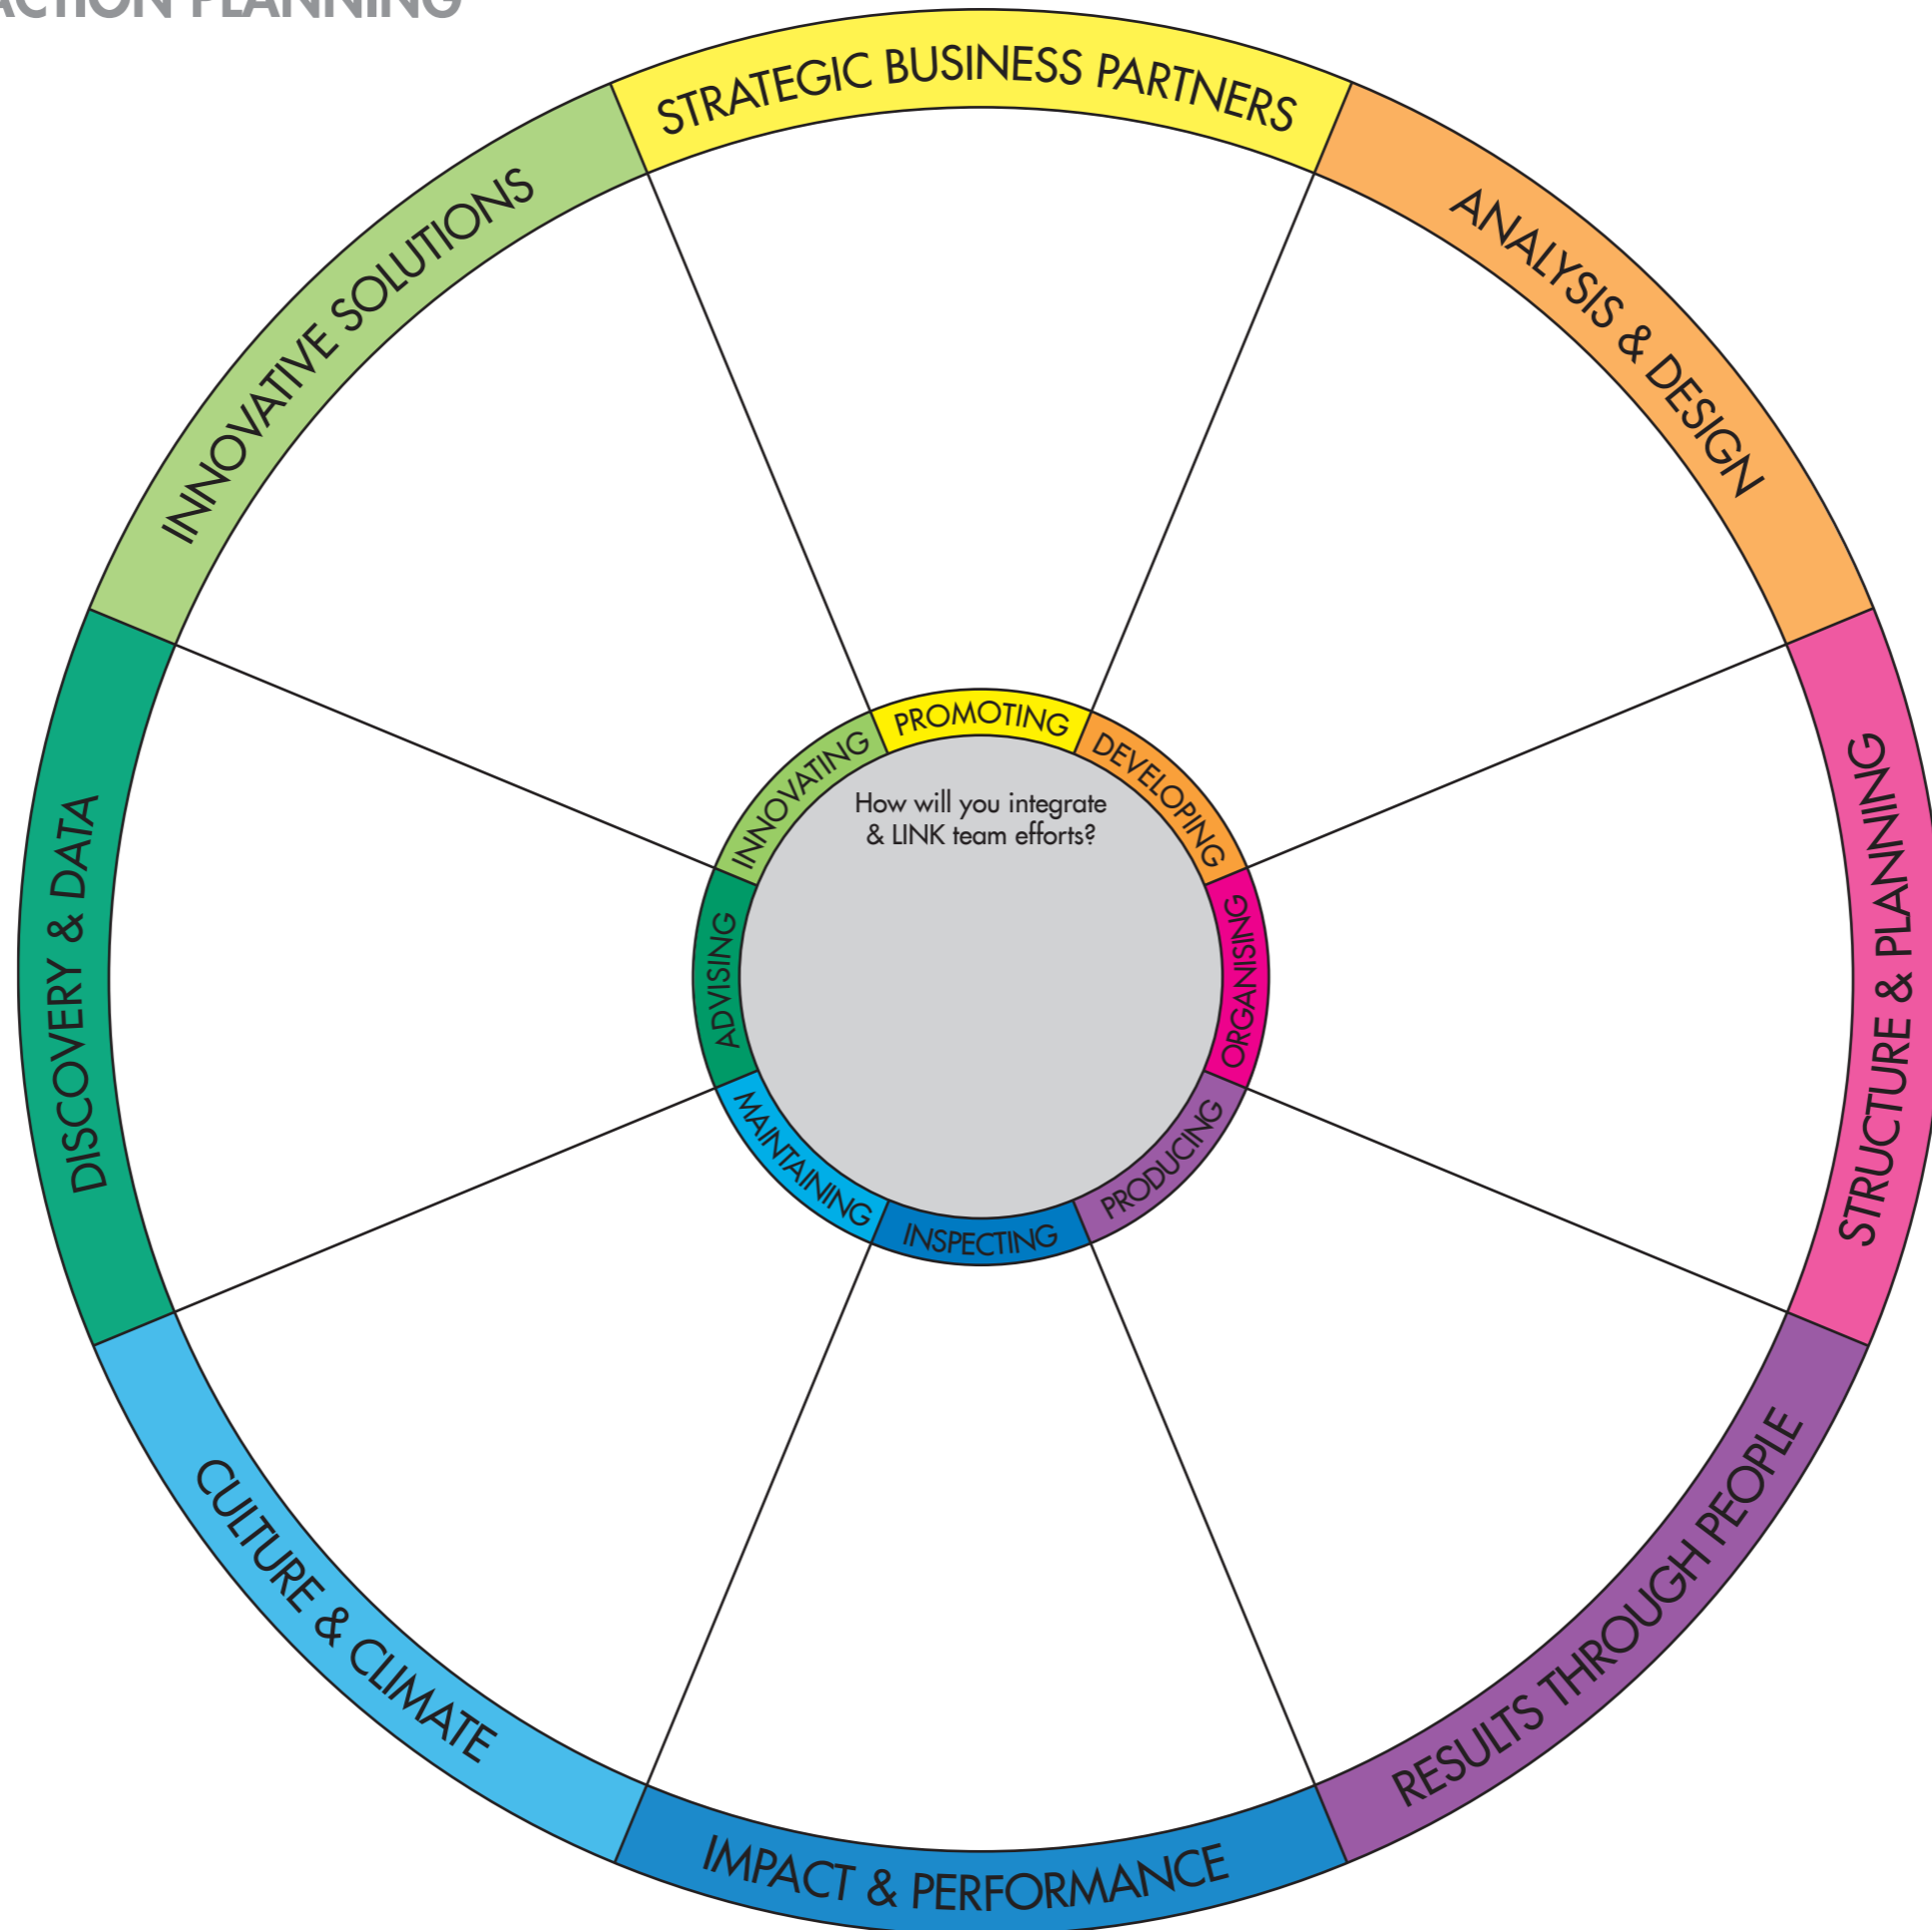 ACTION PLANNING
STRATEGIC BUSINESS PARTNERS
ANALYSIS & DESIGN
STRUCTURE & PLANNING
RESULTS THROUGH PEOPLE
IMPACT & PERFORMANCE
CULTURE & CLIMATE
DISCOVERY & DATA
INNOVATIVE SOLUTIONS
PROMOTING
DEVELOPING
ORGANISING
PRODUCING
INSPECTING
MAINTAINING
ADVISING
INNOVATING
How will you integrate
& LINK team efforts?